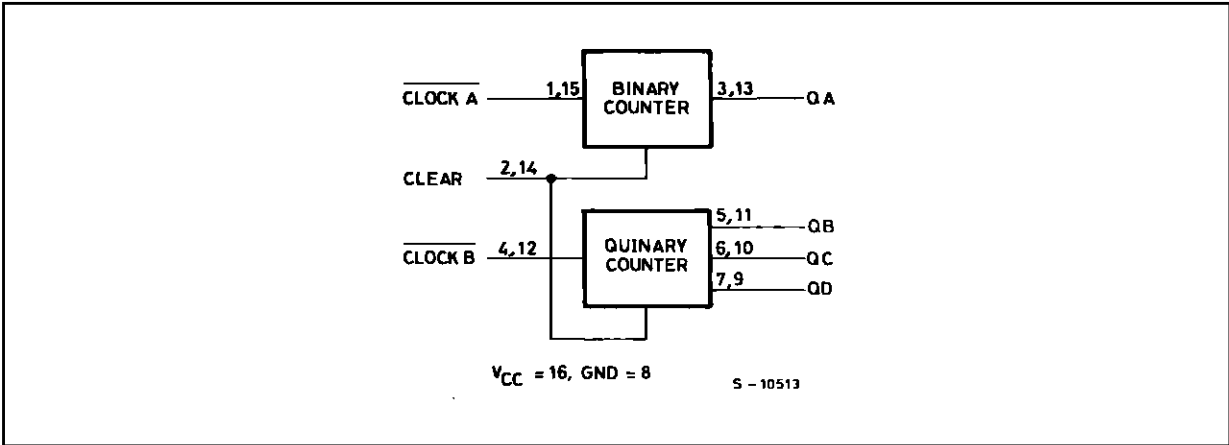 CLOCK A 1,15 BINARY COUNTER 3,13 QA
CLEAR 2,14
CLOCK B 4,12 QUINARY COUNTER 5,11 QB
6,10 QC
7,9 QD
VCC = 16, GND = 8
S - 10513